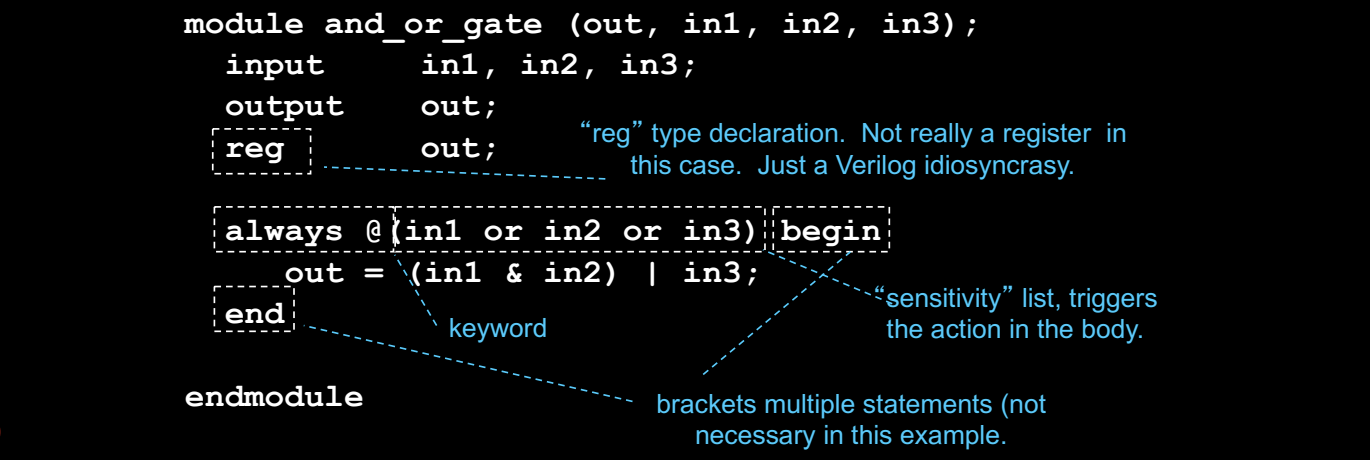 module and_or_gate (out, in1, in2, in3);
input in1, in2, in3;
output out;
reg out;
“reg” type declaration. Not really a register in
this case. Just a Verilog idiosyncrasy.
always @(in1 or in2 or in3) begin
out = (in1 & in2) | in3;
end
keyword
“sensitivity” list, triggers
the action in the body.
endmodule
brackets multiple statements (not
necessary in this example.